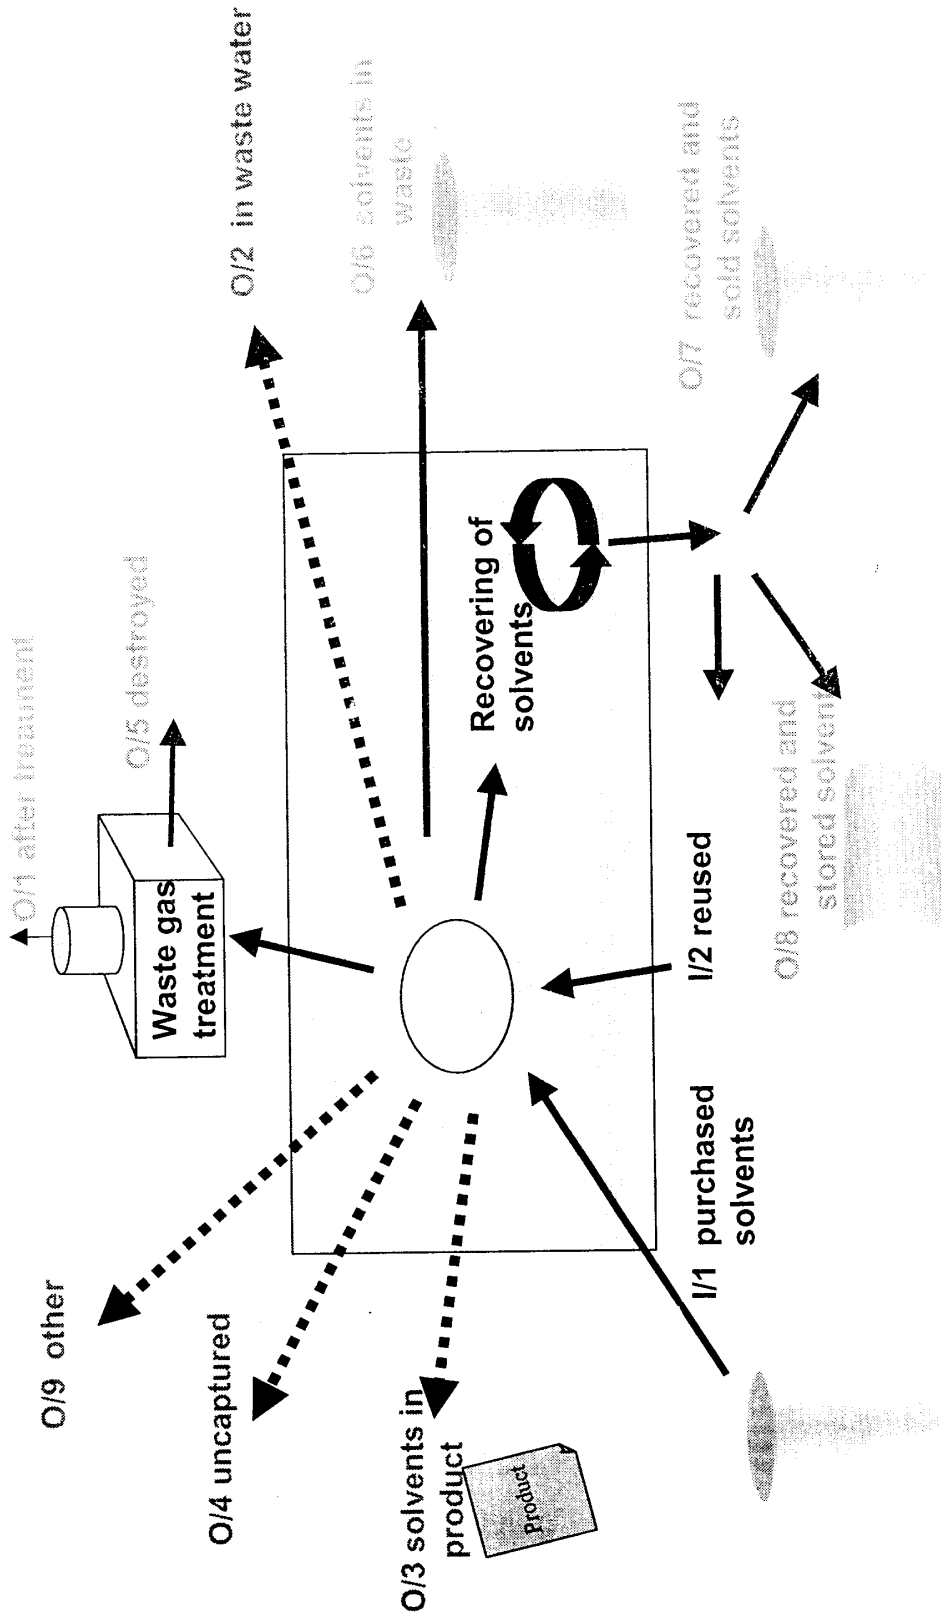 O/1 after treaunent
O/5 destroyed
Waste gas
treatment
O/9 other
O/4 uncaptured
O/3 solvents in
product
Product
O/2 in waste water
O/6 solvents in
waste
Recovering of
solvents
I/1 purchased
solvents
I/2 reused
O/8 recovered and
stored solvent
O/7 recovered and
sold solvents